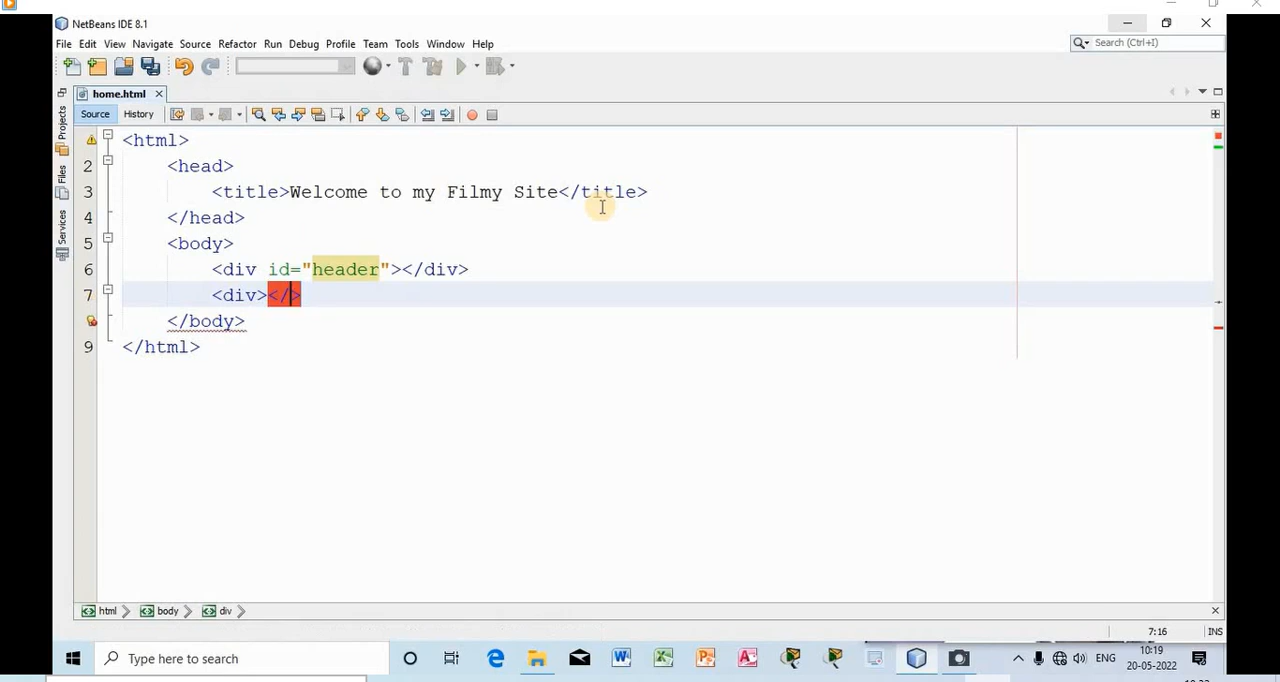 NetBeans IDE 8.1
File Edit View Navigate Source Refactor Run Debug Profile Team Tools Window Help
Search (Ctrl+I)
home.html
Source History
Projects
Files
Services
<html>
2 <head>
3 <title>Welcome to my Filmy Site</title>
4 </head>
5 <body>
6 <div id="header"></div>
7 <div></>
</body>
9 </html>
html body div
7:16 INS
Type here to search
ENG
10:19
20-05-2022